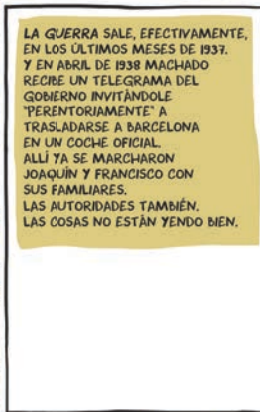 LA GUERRA SALE, EFECTIVAMENTE,
EN LOS ÚLTIMOS MESES DE 1937.
Y EN ABRIL DE 1938 MACHADO
RECIBE UN TELEGRAMA DEL
GOBIERNO INVITÁNDOLE
"PERENTORIAMENTE" A
TRASLADARSE A BARCELONA
EN UN COCHE OFICIAL.
ALLÍ YA SE MARCHARON
JOAQUÍN Y FRANCISCO CON
SUS FAMILIARES.
LAS AUTORIDADES TAMBIÉN.
LAS COSAS NO ESTÁN YENDO BIEN.